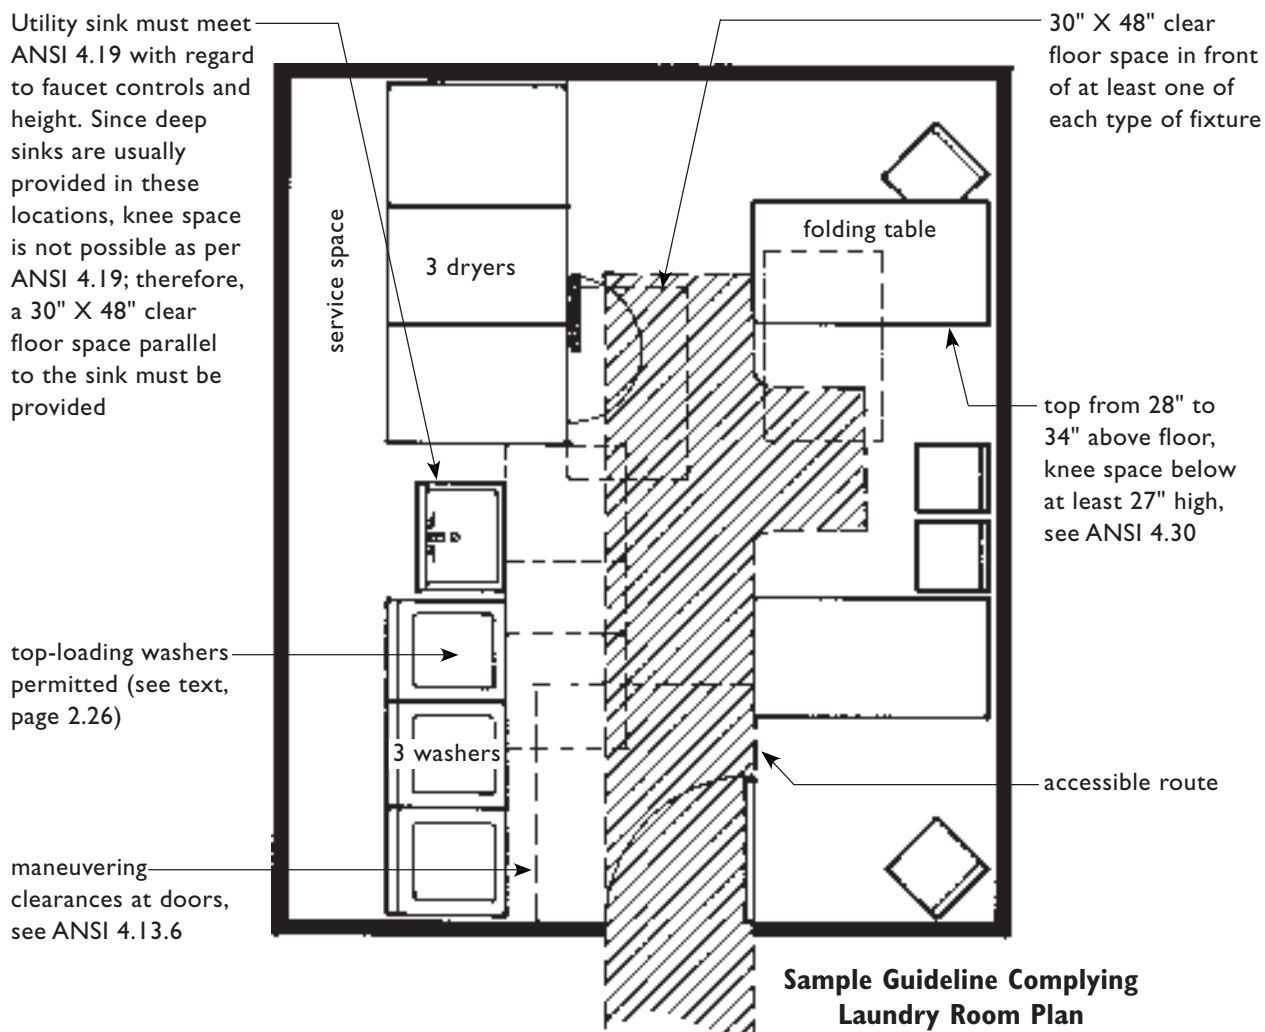 Utility sink must meet
ANSI 4.19 with regard
to faucet controls and
height. Since deep
sinks are usually
provided in these
locations, knee space
is not possible as per
ANSI 4.19; therefore,
a 30" X 48" clear
floor space parallel
to the sink must be
provided
30" X 48" clear
floor space in front
of at least one of
each type of fixture
service space
3 dryers
folding table
top from 28" to
34" above floor,
knee space below
at least 27" high,
see ANSI 4.30
top-loading washers
permitted (see text,
page 2.26)
3 washers
accessible route
maneuvering
clearances at doors,
see ANSI 4.13.6
Sample Guideline Complying
Laundry Room Plan